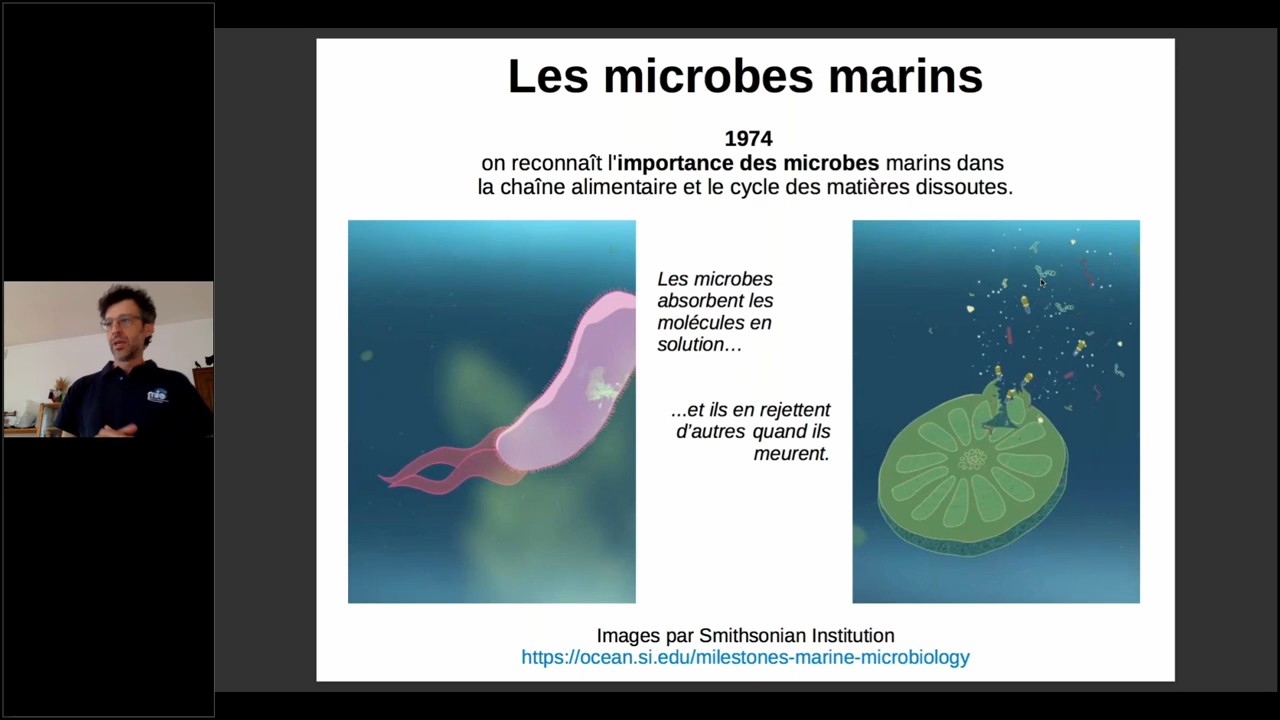 Les microbes marins
1974
on reconnaît l'importance des microbes marins dans
la chaîne alimentaire et le cycle des matières dissoutes.
Les microbes
absorbent les
molécules en
solution…
...et ils en rejettent
d’autres quand ils
meurent.
Images par Smithsonian Institution
https://ocean.si.edu/milestones-marine-microbiology